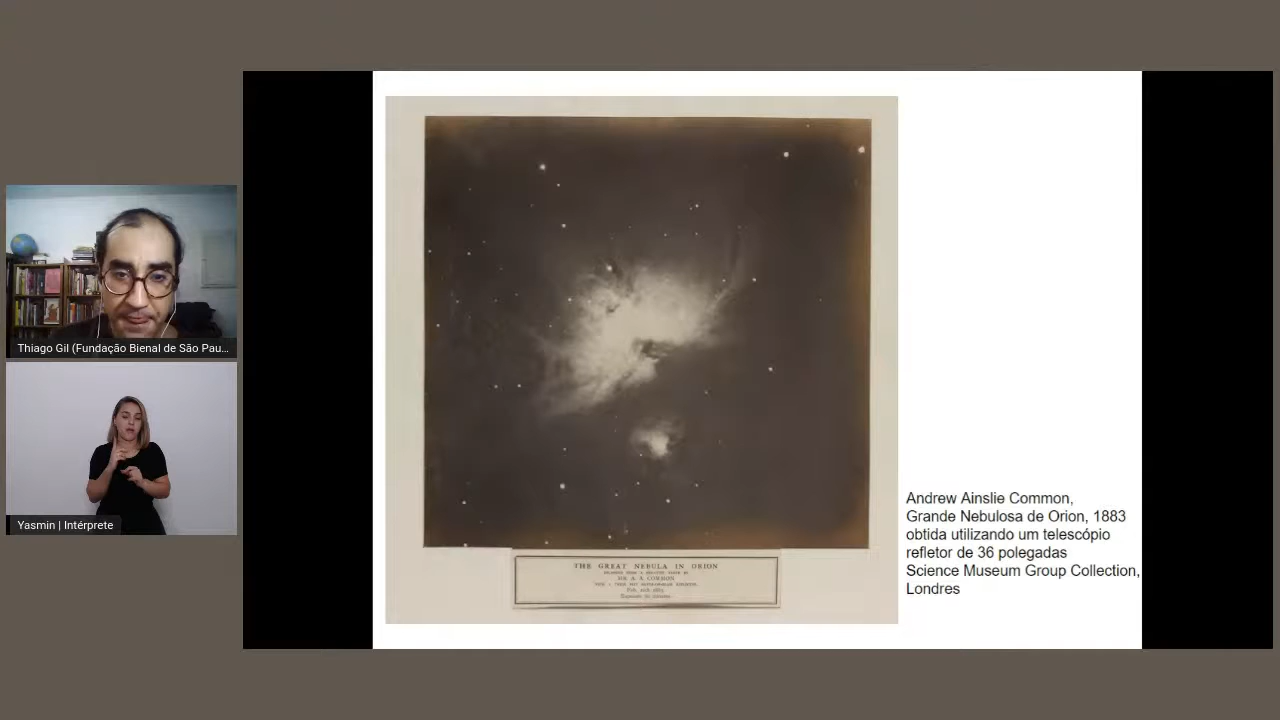 Thiago Gil (Fundação Bienal de São Pau...
Yasmin | Intérprete
THE GREAT NEBULA IN ORION
Andrew Ainslie Common,
Grande Nebulosa de Orion, 1883
obtida utilizando um telescópio
refletor de 36 polegadas
Science Museum Group Collection,
Londres